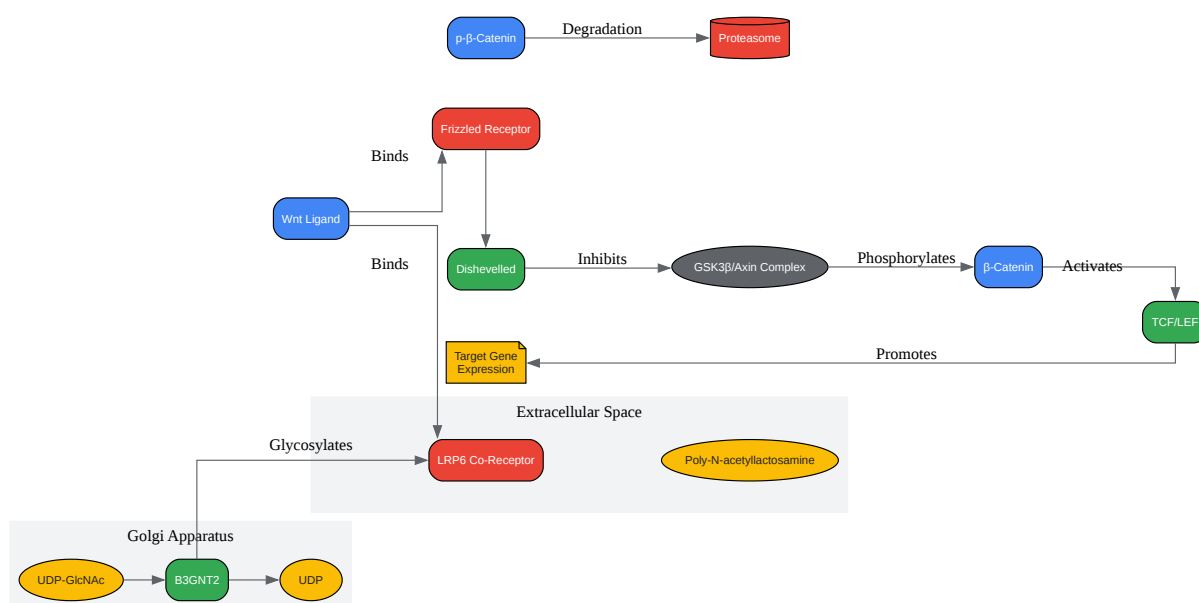 p-β-Catenin
Degradation
Proteasome
Frizzled Receptor
Binds
Wnt Ligand
Binds
Dishevelled
Inhibits
GSK3β/Axin Complex
Phosphorylates
β-Catenin
Activates
TCF/LEF
Target Gene
Expression
Promotes
Extracellular Space
Glycosylates
LRP6 Co-Receptor
Poly-N-acetyllactosamine
Golgi Apparatus
UDP-GlcNAc
B3GNT2
UDP